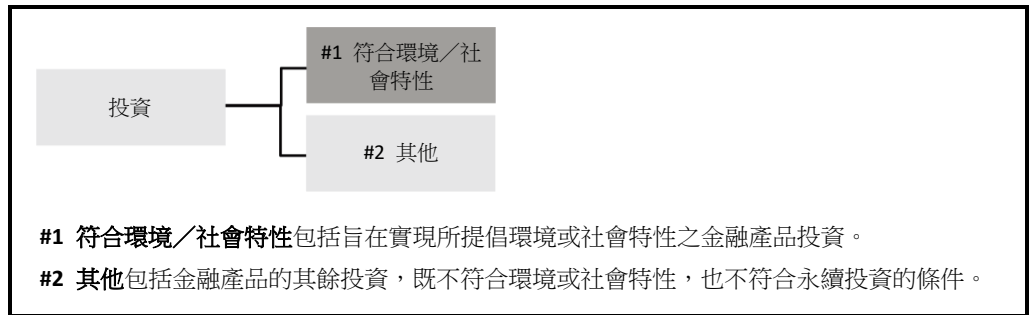 #1 符合環境／社
會特性
投資
#2 其他
#1 符合環境／社會特性包括旨在實現所提倡環境或社會特性之金融產品投資。
#2 其他包括金融產品的其餘投資，既不符合環境或社會特性，也不符合永續投資的條件。